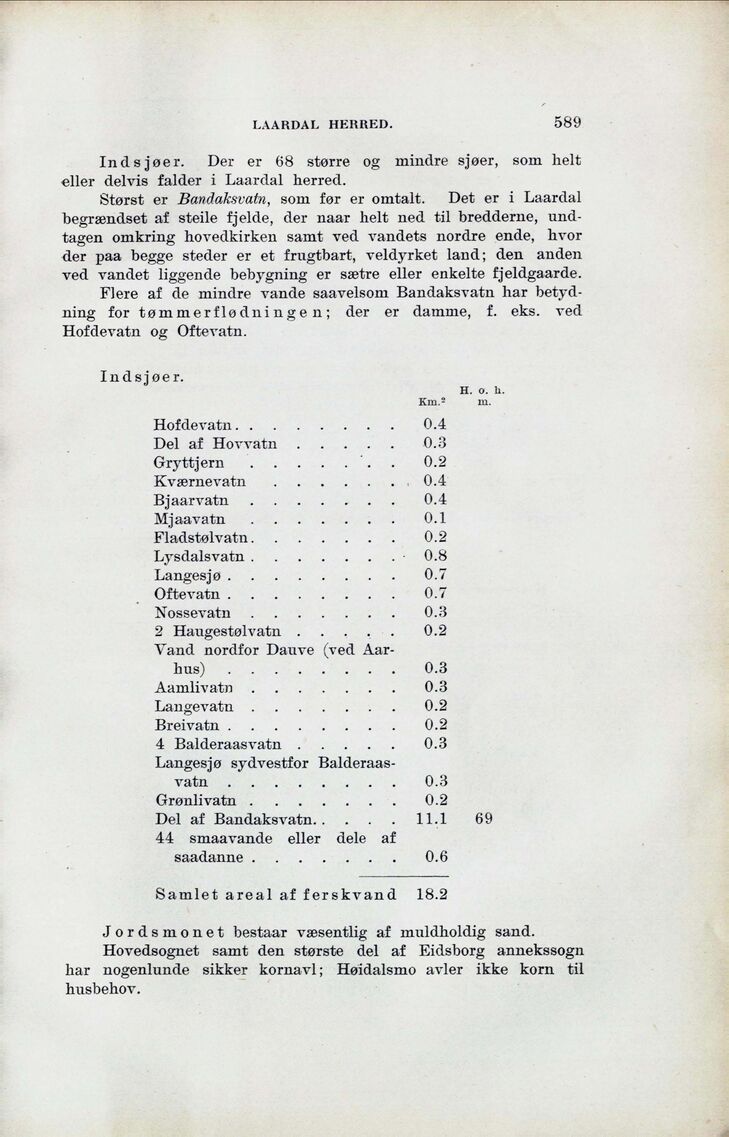 LAARDAL HERRED. 589
Indsjøer. Der er 68 større og mindre sjøer, som helt
eller delvis falder i Laardal herred.
Størst er Bandaksvatn, som før er omtalt. Det er i Laardal
begrændset af steile fjelde, der naar helt ned til bredderne, und-
tagen omkring hovedkirken samt ved vandets nordre ende, hvor
der paa begge steder er et frugtbart, veldyrket land; den anden
ved vandet liggende bebygning er sætre eller enkelte fjeldgaarde.
Flere af de mindre vande saavelsom Bandaksvatn har betyd-
ning for tømmerflødningen; der er damme, f. eks. ved
Hofdevatn og Oftevatn.
Indsjøer.
H. o. h.
Km.² m.
Hofdevatn. . . . . . . . 0.4
Del af Hovvatn . . . . . 0.3
Gryttjern . . . . . . . 0.2
Kværnevatn . . . . . . 0.4
Bjaarvatn . . . . . . . 0.4
Mjaavatn . . . . . . . 0.1
Fladstølvatn. . . . . . . 0.2
Lysdalsvatn . . . . . . . 0.8
Langesjø . . . . . . . . 0.7
Oftevatn . . . . . . . . 0.7
Nossevatn . . . . . . . 0.3
2 Haugestølvatn . . . . . 0.2
Vand nordfor Dauve (ved Aar-
hus) . . . . . . . . 0.3
Aamlivatn . . . . . . . 0.3
Langevatn . . . . . . . 0.2
Breivatn . . . . . . . . 0.2
4 Balderaasvatn . . . . . 0.3
Langesjø sydvestfor Balderaas-
vatn . . . . . . . . 0.3
Grønlivatn . . . . . . . 0.2
Del af Bandaksvatn. . . . . 11.1 69
44 smaavande eller dele af
saadanne . . . . . . . 0.6
Samlet areal af ferskvand 18.2
Jordsmonet bestaar væsentlig af muldholdig sand.
Hovedsognet samt den største del af Eidsborg annekssogn
har nogenlunde sikker kornavl; Høidalsmo avler ikke korn til
husbehov.